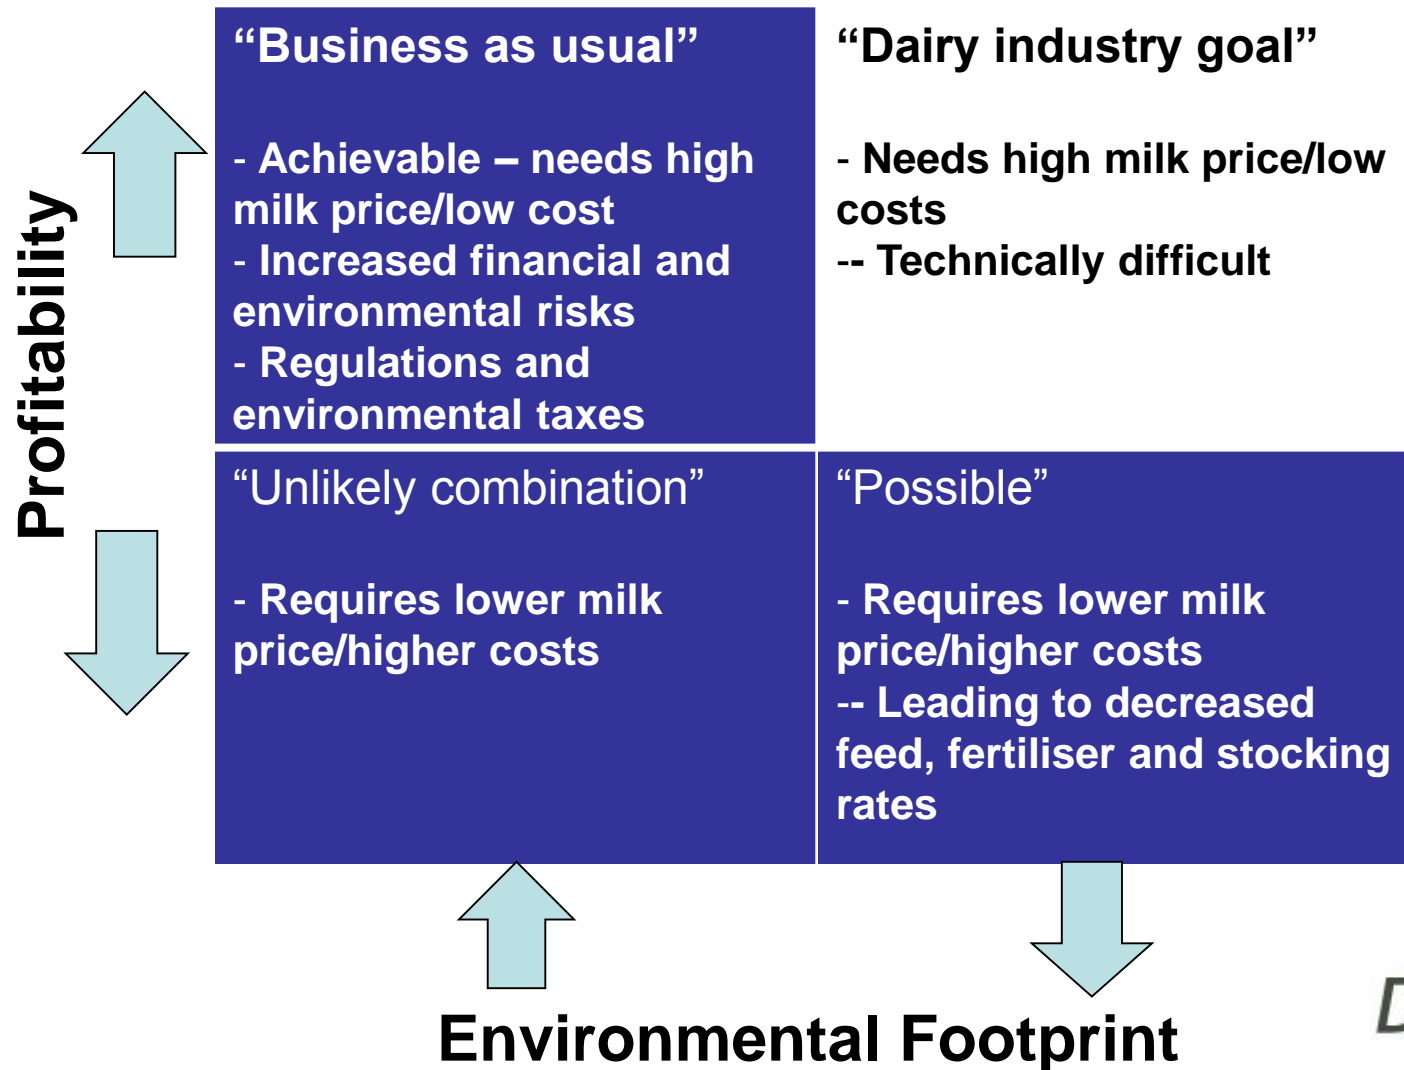 “Business as usual”
- Achievable – needs high
milk price/low cost
- Increased financial and
environmental risks
- Regulations and
environmental taxes
“Dairy industry goal”
- Needs high milk price/low
costs
-- Technically difficult
Profitability
“Unlikely combination”
- Requires lower milk
price/higher costs
“Possible”
- Requires lower milk
price/higher costs
-- Leading to decreased
feed, fertiliser and stocking
rates
Environmental Footprint
D